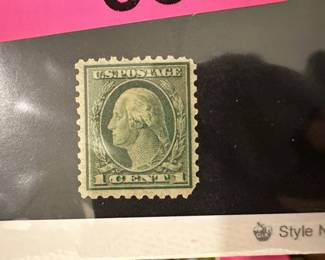 U.S. POSTAGE
1 CENT 1
Style N